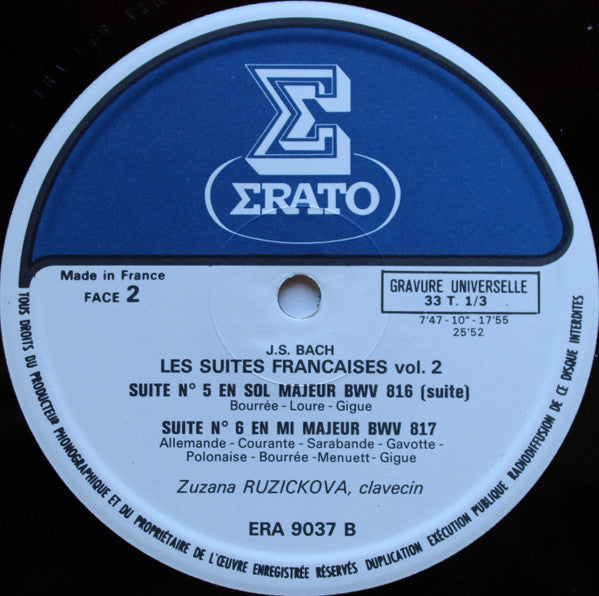 ΣRATO
Made in France
FACE 2
GRAVURE UNIVERSELLE
33 T. 1/3
7'47 - 10" - 17'55
25'52
J.S. BACH
LES SUITES FRANCAISES vol. 2
SUITE N° 5 EN SOL MAJEUR BWV 816 (suite)
Bourrée - Loure - Gigue
SUITE N° 6 EN MI MAJEUR BWV 817
Allemande - Courante - Sarabande - Gavotte -
Polonaise - Bourrée - Menuett - Gigue
Zuzana RUZICKOVA, clavecin
ERA 9037 B
TOUS DROITS DU PRODUCTEUR PHONOGRAPHIQUE ET DU PROPRIÉTAIRE DE L'ŒUVRE ENREGISTRÉE RÉSERVÉS DUPLICATION EXÉCUTION PUBLIQUE RADIODIFFUSION DE CE DISQUE INTERDITES